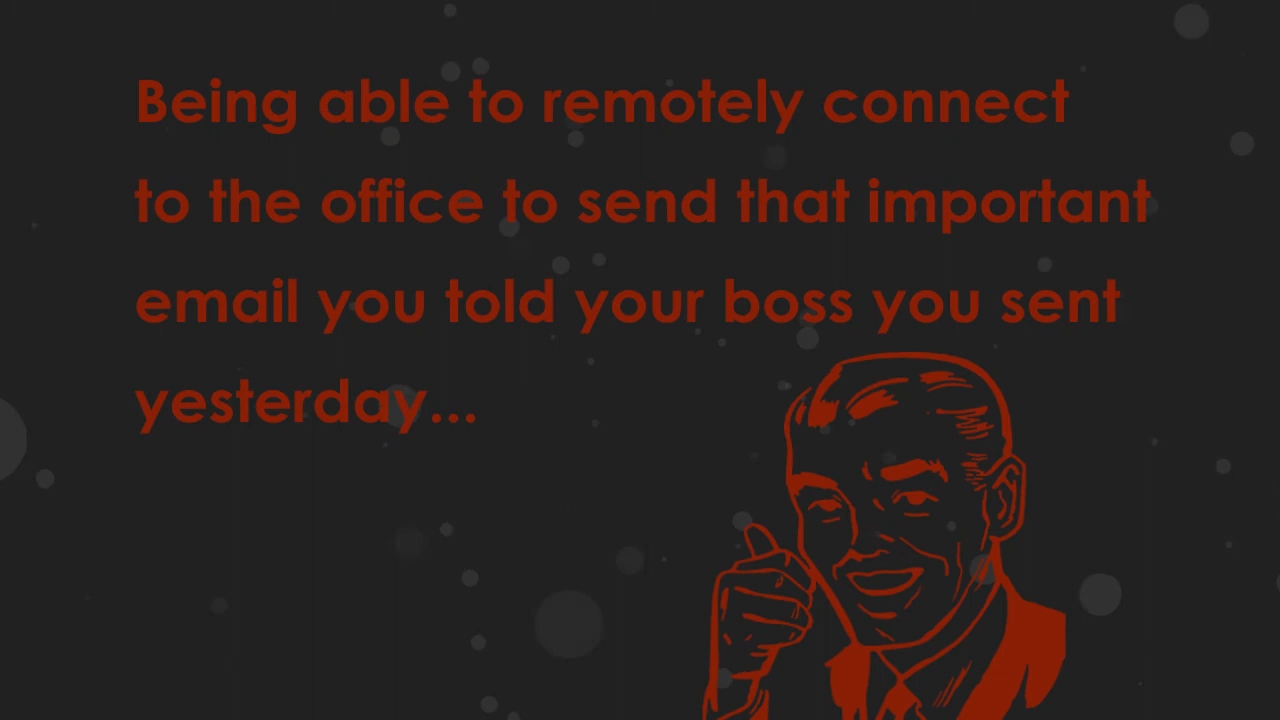 Being able to remotely connect
to the office to send that important
email you told your boss you sent
yesterday...